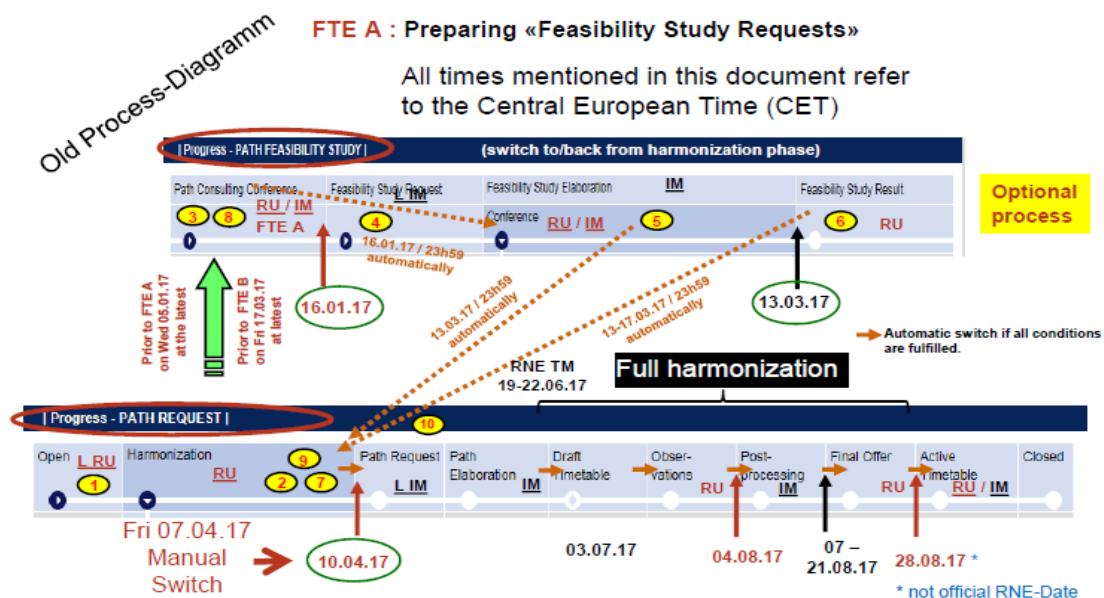 Old Process-Diagramm
FTE A : Preparing «Feasibility Study Requests»
All times mentioned in this document refer
to the Central European Time (CET)
| Progress - PATH FEASIBILITY STUDY |
(switch to/back from harmonization phase)
Path Consulting Conference
3
8
RU / IM
FTE A
Feasibility Study Request
L IM
4
16.01.17 / 23h59
automatically
Feasibility Study Elaboration
IM
Conference
RU / IM
5
Feasibility Study Result
6
RU
Optional
process
Prior to FTE A
on Wed 05.01.17
at the latest
Prior to FTE B
on Fri 17.03.17
at latest
16.01.17
13.03.17 / 23h59
automatically
13-17.03.17 / 23h59
automatically
13.03.17
Automatic switch if all conditions
are fulfilled.
RNE TM
19-22.06.17
Full harmonization
| Progress - PATH REQUEST |
10
Open
L RU
1
Harmonization
RU
9
2
7
Path Request
L IM
Path
Elaboration
IM
Draft
Timetable
Obser-
vations
RU
Post-
processing
IM
Final Offer
RU
Active
Timetable
RU / IM
Closed
Fri 07.04.17
Manual
Switch
10.04.17
03.07.17
04.08.17
07 –
21.08.17
28.08.17 *
* not official RNE-Date